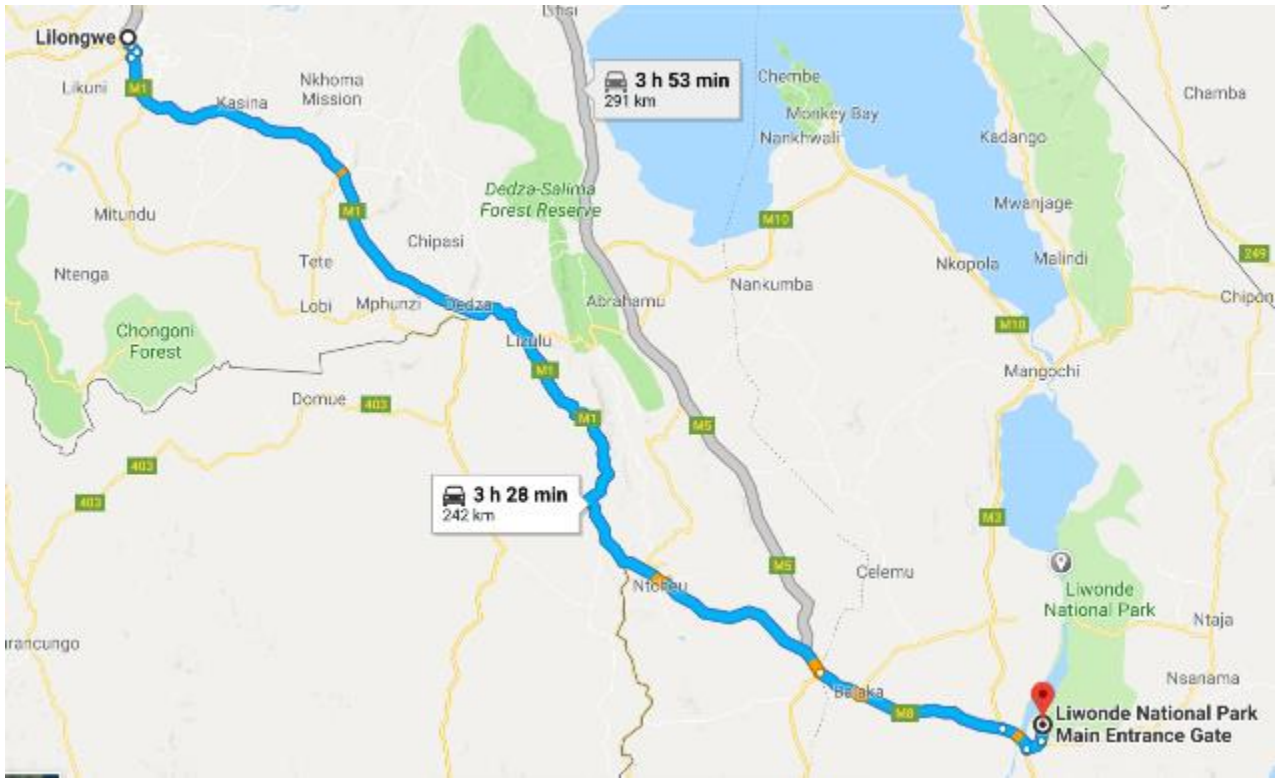 Lilongwe
M1
Likuni
Kasina
Nkhoma
Mission
3 h 53 min
291 km
Chembe
Monkey Bay
Nankhwali
Chamba
Kadango
Dedza-Salima
Forest Reserve
Mitundu
M1
M10
Mwanjage
Chipasi
Ntenga
Tete
Nkopola
Malindi
249
Nankumba
Lobi
Mphunzi
Dedza
Abrahamu
Chongoni
Forest
Lizulu
M10
M1
Mangochi
Domue
403
M1
M5
403
403
3 h 28 min
242 km
M3
M5
Celemu
Ntcheu
Liwonde
National Park
Ntaja
Nsanama
Balaka
M8
Liwonde National Park
Main Entrance Gate